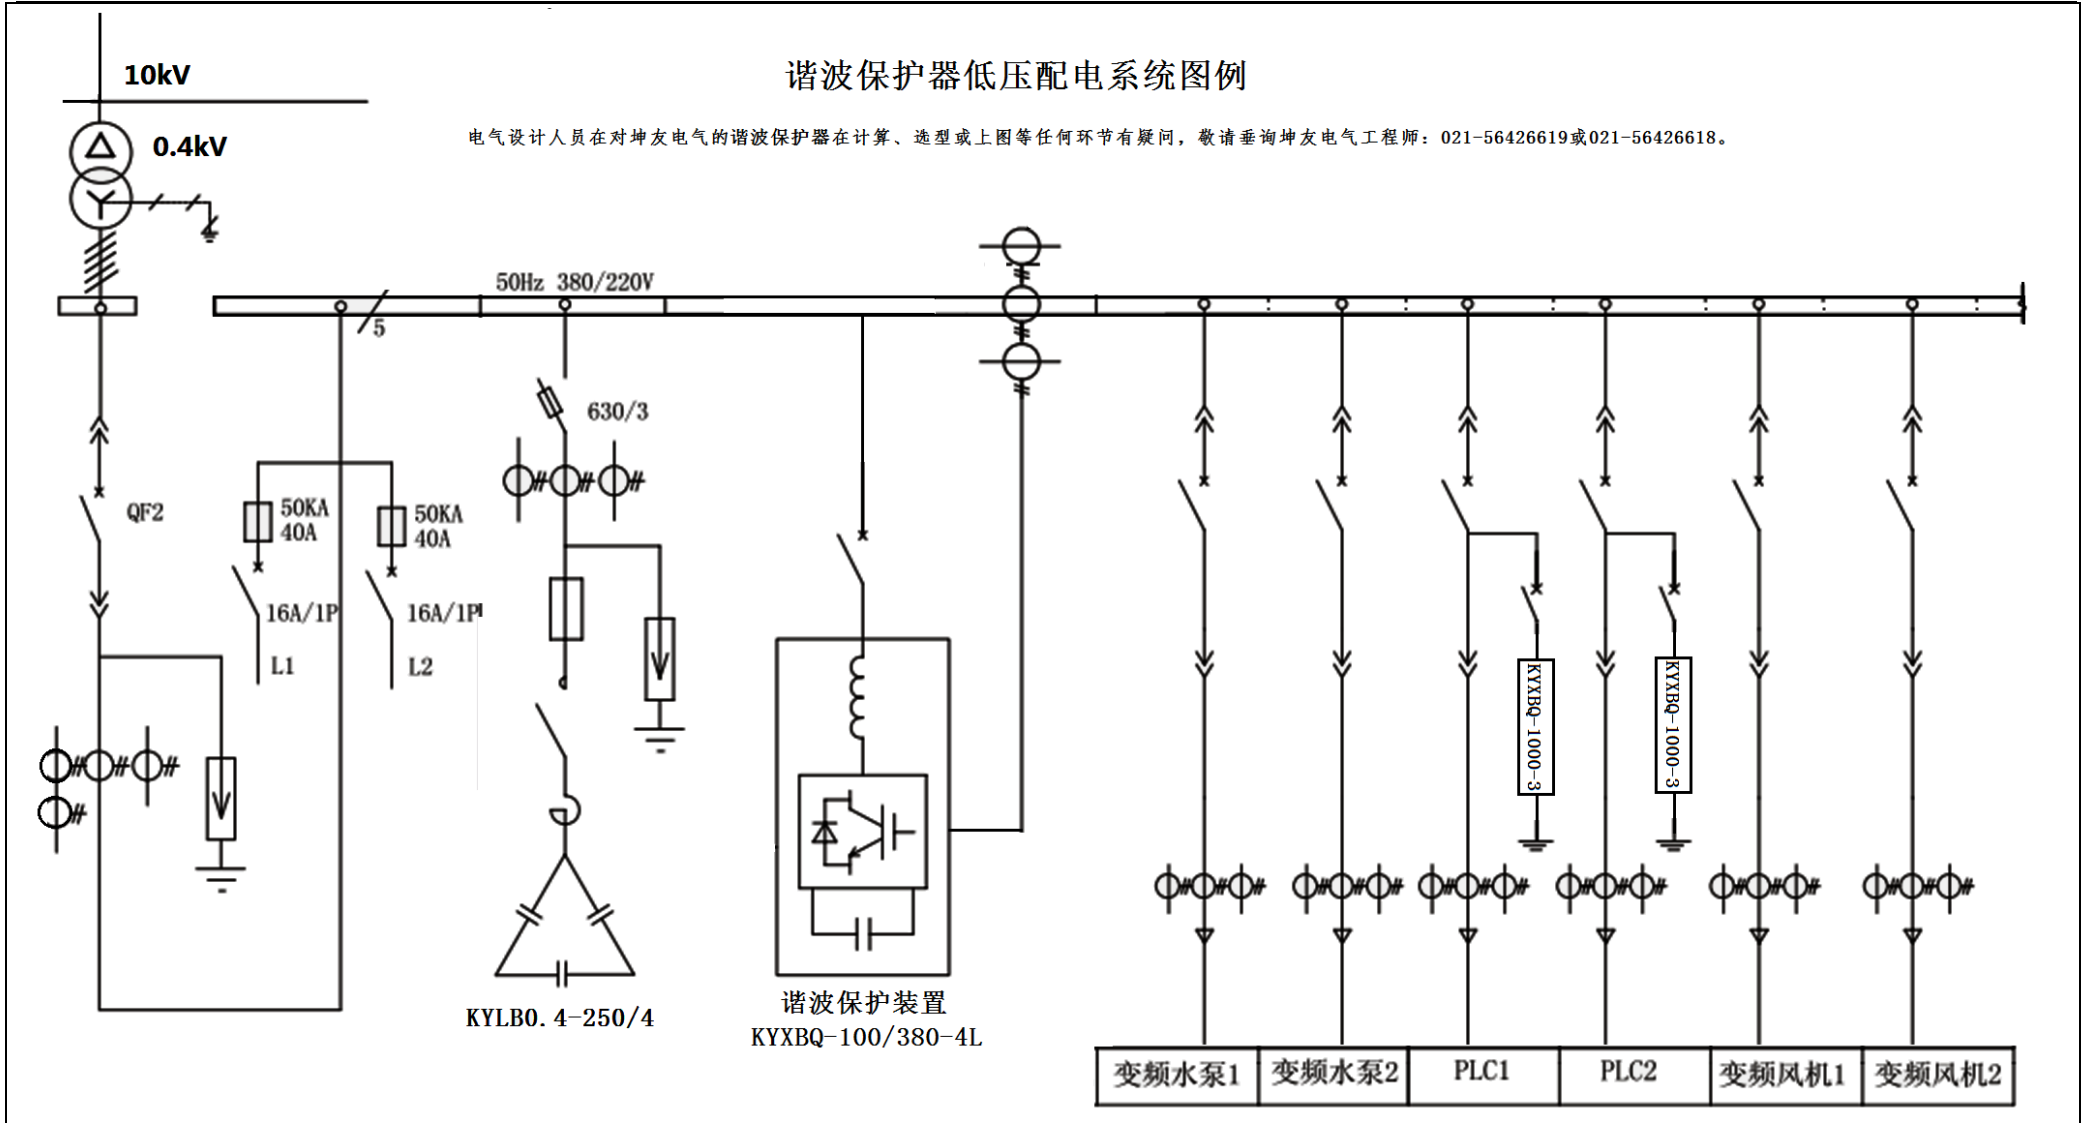 谐波保护器低压配电系统图例
10kV
0.4kV
电气设计人员在对坤友电气的谐波保护器在计算、选型或上图等任何环节有疑问，敬请垂询坤友电气工程师：021-56426619或021-56426618。
50Hz 380/220V
5
630/3
QF2
50KA
40A
50KA
40A
16A/1P
16A/1P
L1
L2
KYXBQ-1000-3
KYXBQ-1000-3
KYLB0.4-250/4
谐波保护装置
KYXBQ-100/380-4L
变频水泵1
变频水泵2
PLC1
PLC2
变频风机1
变频风机2